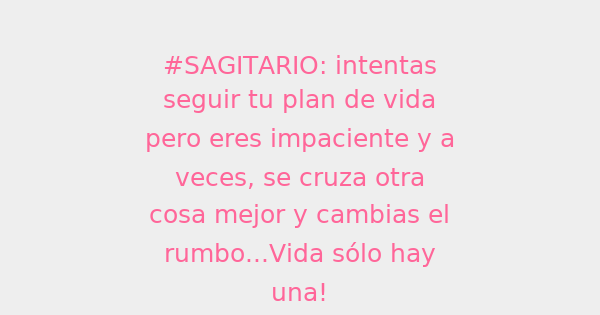 #SAGITARIO: intentas
seguir tu plan de vida
pero eres impaciente y a
veces, se cruza otra
cosa mejor y cambias el
rumbo...Vida sólo hay
una!